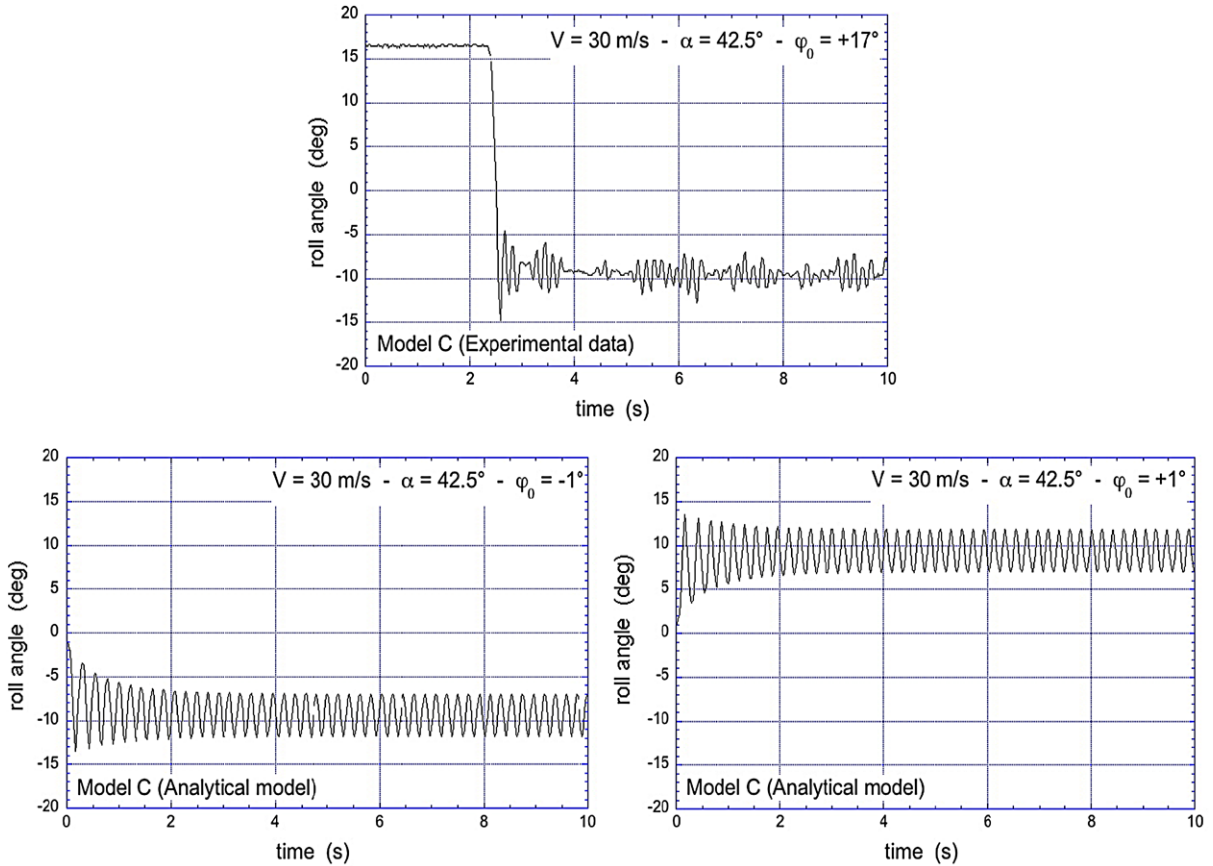 V = 30 m/s - α = 42.5° - φ0 = +17°
20
15
10
5
0
-5
-10
-15
-20
roll angle (deg)
Model C (Experimental data)
0 2 4 6 8 10
time (s)
V = 30 m/s - α = 42.5° - φ0 = -1°
20
15
10
5
0
-5
-10
-15
-20
roll angle (deg)
Model C (Analytical model)
0 2 4 6 8 10
time (s)
V = 30 m/s - α = 42.5° - φ0 = +1°
20
15
10
5
0
-5
-10
-15
-20
roll angle (deg)
Model C (Analytical model)
0 2 4 6 8 10
time (s)